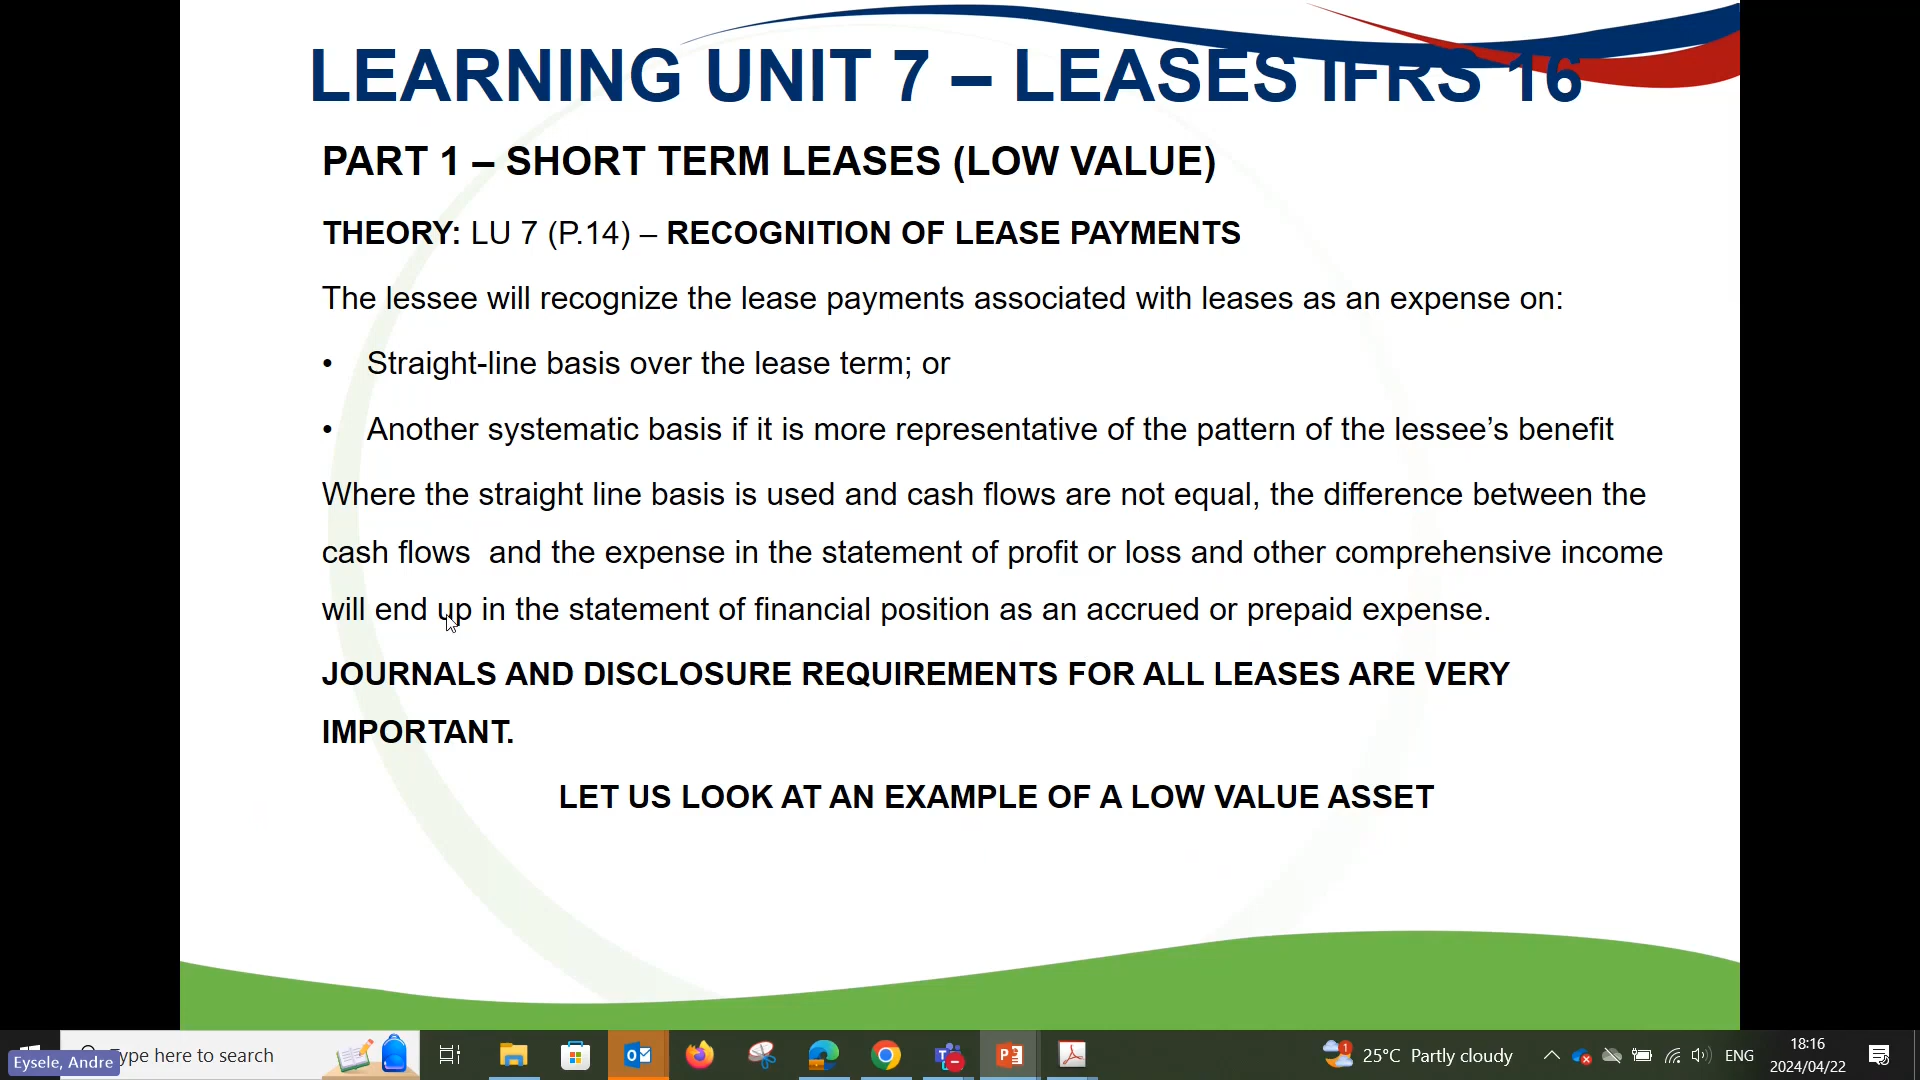 LEARNING UNIT 7 – LEASES IFRS 16
PART 1 – SHORT TERM LEASES (LOW VALUE)
THEORY: LU 7 (P.14) – RECOGNITION OF LEASE PAYMENTS
The lessee will recognize the lease payments associated with leases as an expense on:
• Straight-line basis over the lease term; or
• Another systematic basis if it is more representative of the pattern of the lessee’s benefit
Where the straight line basis is used and cash flows are not equal, the difference between the
cash flows and the expense in the statement of profit or loss and other comprehensive income
will end up in the statement of financial position as an accrued or prepaid expense.
JOURNALS AND DISCLOSURE REQUIREMENTS FOR ALL LEASES ARE VERY
IMPORTANT.
LET US LOOK AT AN EXAMPLE OF A LOW VALUE ASSET
Eysele, Andre
Type here to search
1
25°C Partly cloudy
ENG
18:16
2024/04/22